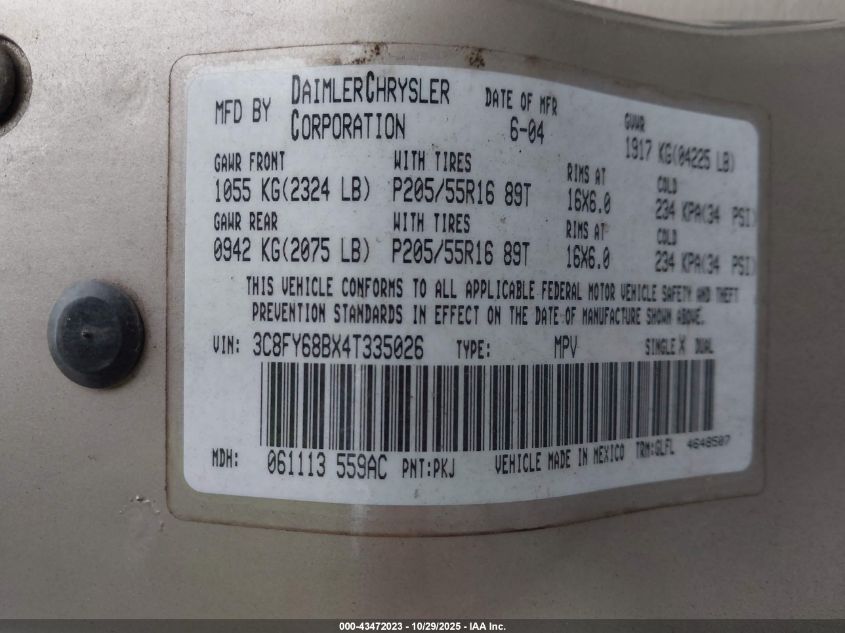 MFD BY DAIMLERCHRYSLER CORPORATION DATE OF MFR 6-04 GVWR 1917 KG(04225 LB)
GAWR FRONT WITH TIRES RIMS AT COLD
1055 KG(2324 LB) P205/55R16 89T 16X6.0 234 KPA(34 PSI)
GAWR REAR WITH TIRES RIMS AT COLD
0942 KG(2075 LB) P205/55R16 89T 16X6.0 234 KPA(34 PSI)
THIS VEHICLE CONFORMS TO ALL APPLICABLE FEDERAL MOTOR VEHICLE SAFETY AND THEFT
PREVENTION STANDARDS IN EFFECT ON THE DATE OF MANUFACTURE SHOWN ABOVE.
VIN: 3C8FY68BX4T335026 TYPE: MPV SINGLE X DUAL
MDH: 061113 559AC PNT:PKJ VEHICLE MADE IN MEXICO TRM:GLFL 4648507
000-43472023 - 10/29/2025 - IAA Inc.